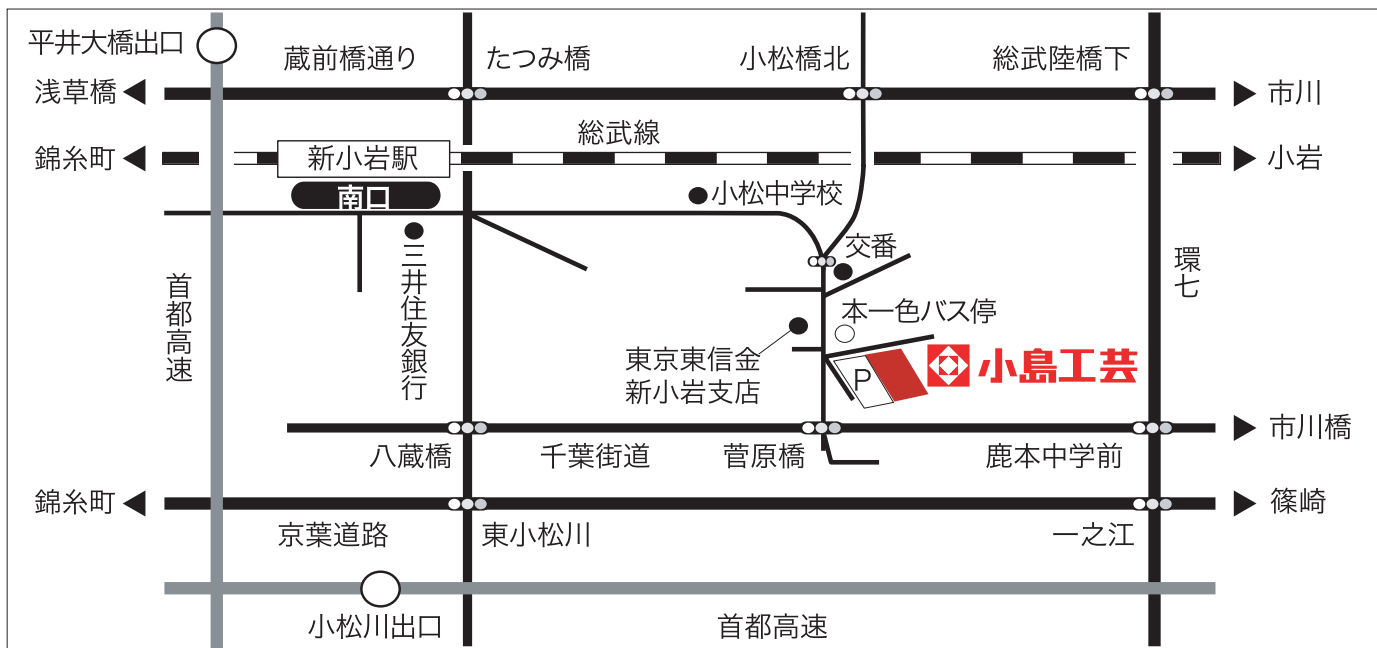 平井大橋出口
蔵前橋通り
たつみ橋
小松橋北
総武陸橋下
浅草橋
市川
総武線
錦糸町
新小岩駅
小岩
南口
小松中学校
交番
首都高速
三井住友銀行
環七
本一色バス停
東京東信金
新小岩支店
P
小島工芸
市川橋
八蔵橋
千葉街道
菅原橋
鹿本中学前
錦糸町
篠崎
京葉道路
東小松川
一之江
小松川出口
首都高速